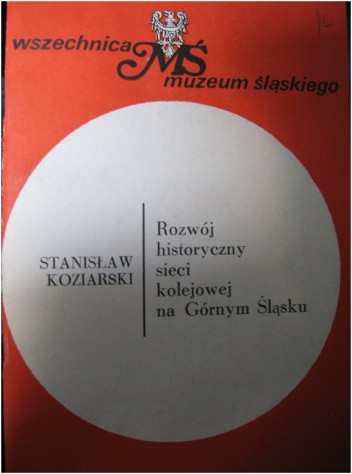 wszechnica
MŚ
muzeum śląskiego
STANISŁAW
KOZIARSKI
Rozwój
historyczny
sieci
kolejowej
na Górnym Śląsku